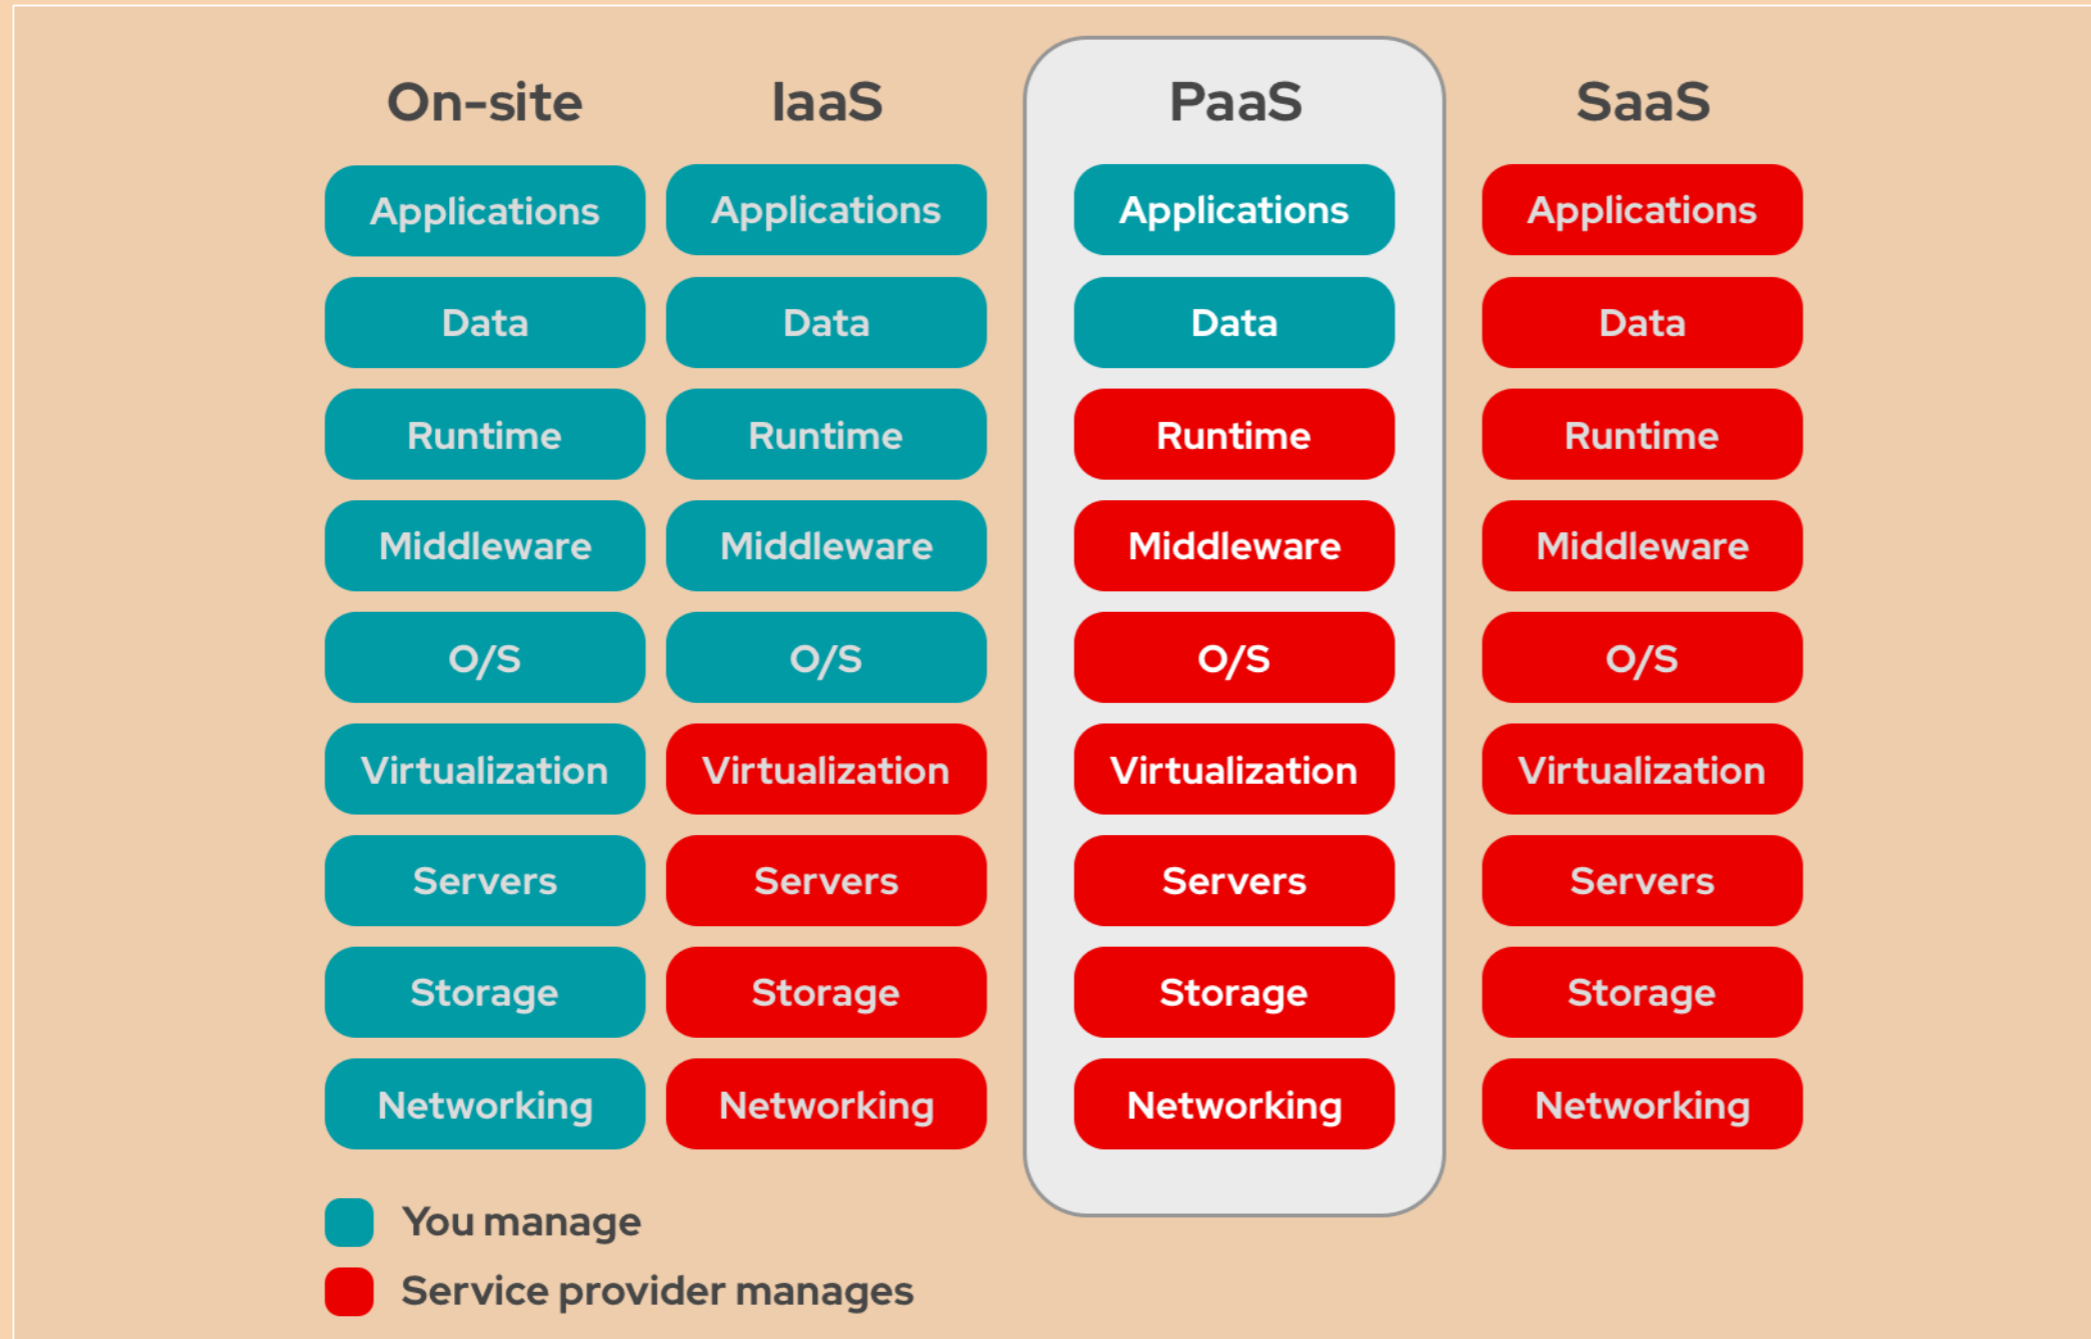 On-site IaaS PaaS SaaS
Applications Applications Applications Applications
Data Data Data Data
Runtime Runtime Runtime Runtime
Middleware Middleware Middleware Middleware
O/S O/S O/S O/S
Virtualization Virtualization Virtualization Virtualization
Servers Servers Servers Servers
Storage Storage Storage Storage
Networking Networking Networking Networking
You manage
Service provider manages